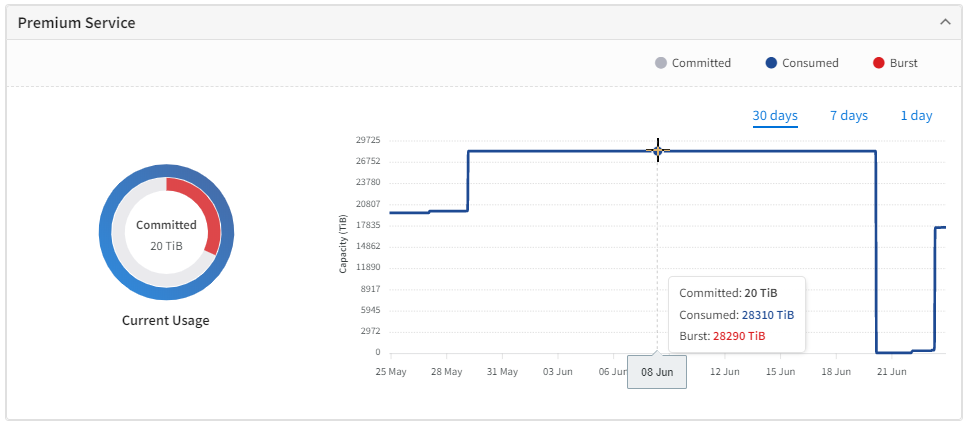 Premium Service
Committed
Consumed
Burst
30 days
7 days
1 day
Committed
20 TiB
Current Usage
Capacity (TiB)
29725
26752
23780
20807
17835
14862
11890
8917
5945
2972
0
Committed: 20 TiB
Consumed: 28310 TiB
Burst: 28290 TiB
25 May
28 May
31 May
03 Jun
06 Jun
08 Jun
12 Jun
15 Jun
18 Jun
21 Jun